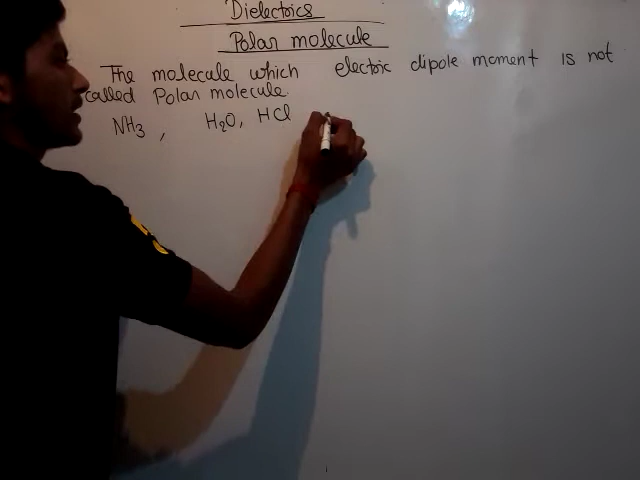 Dielectrics
Polar molecule
The molecule which electric dipole moment is not
called Polar molecule.
NH3, H2O, HCl